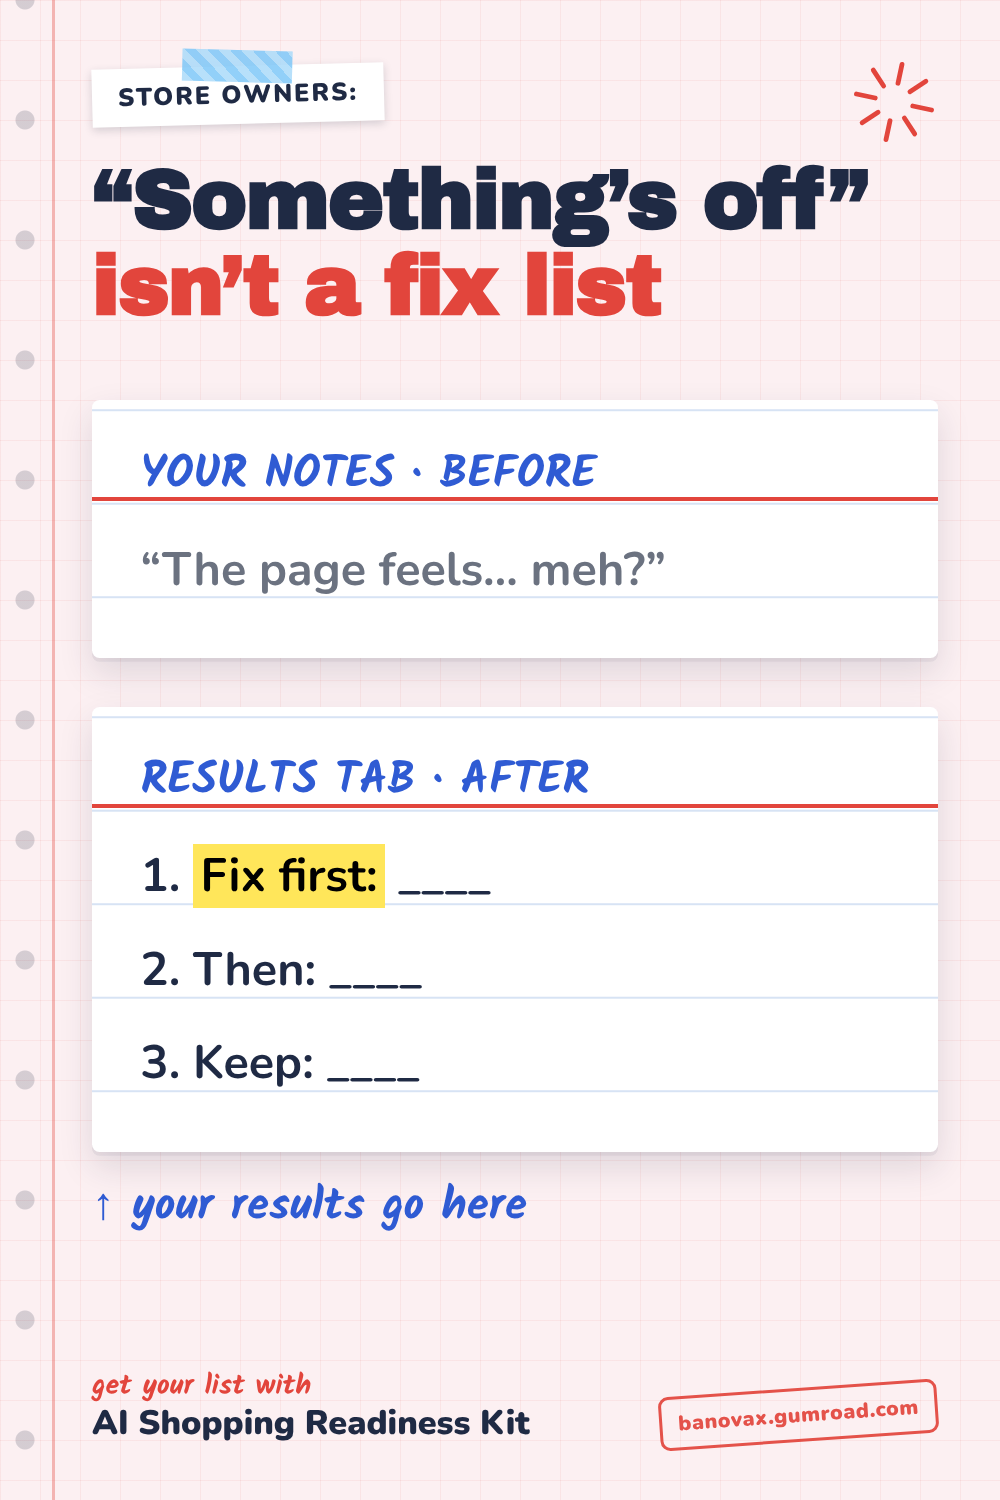 STORE OWNERS:
“Something’s off”
isn’t a fix list
YOUR NOTES · BEFORE
“The page feels... meh?”
RESULTS TAB · AFTER
1. Fix first: ____
2. Then: ____
3. Keep: ____
↑ your results go here
get your list with
AI Shopping Readiness Kit
banovax.gumroad.com